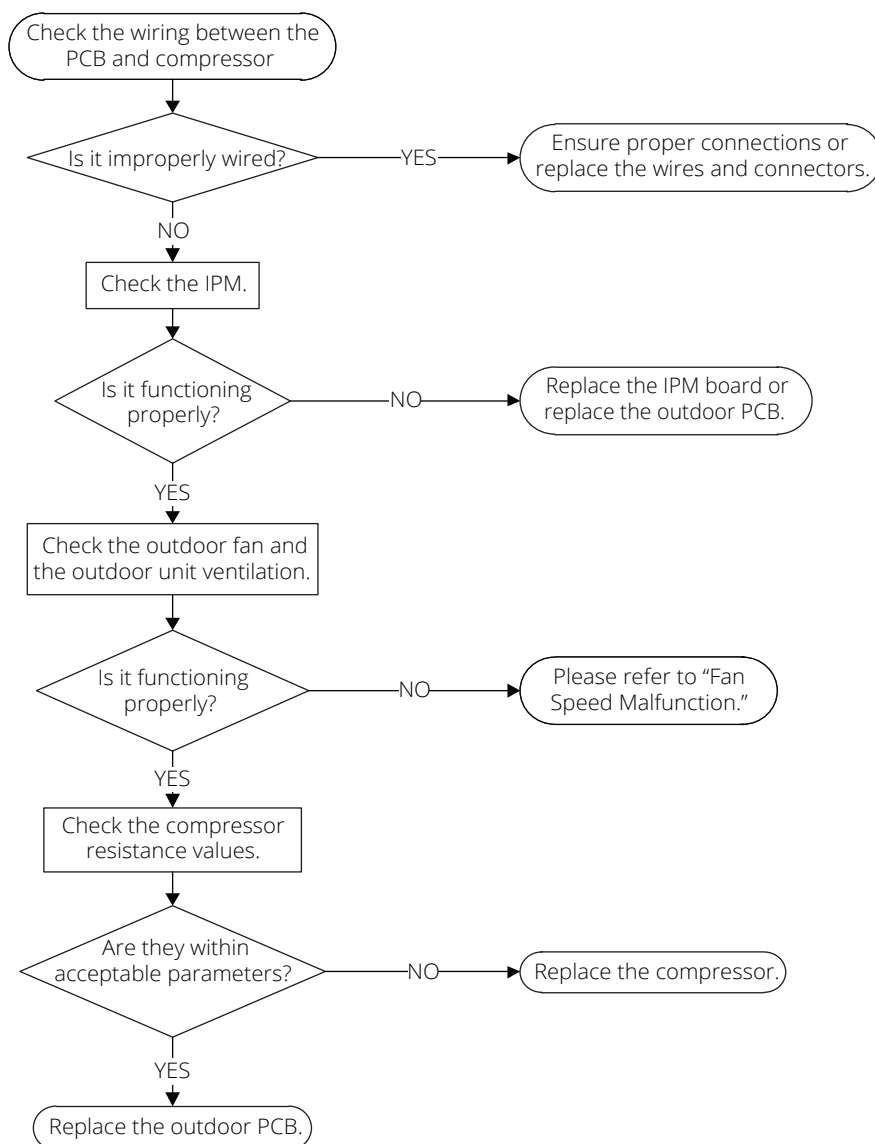 Check the wiring between the
PCB and compressor
Is it improperly wired?
YES
Ensure proper connections or
replace the wires and connectors.
NO
Check the IPM.
Is it functioning
properly?
NO
Replace the IPM board or
replace the outdoor PCB.
YES
Check the outdoor fan and
the outdoor unit ventilation.
Is it functioning
properly?
NO
Please refer to “Fan
Speed Malfunction.”
YES
Check the compressor
resistance values.
Are they within
acceptable parameters?
NO
Replace the compressor.
YES
Replace the outdoor PCB.